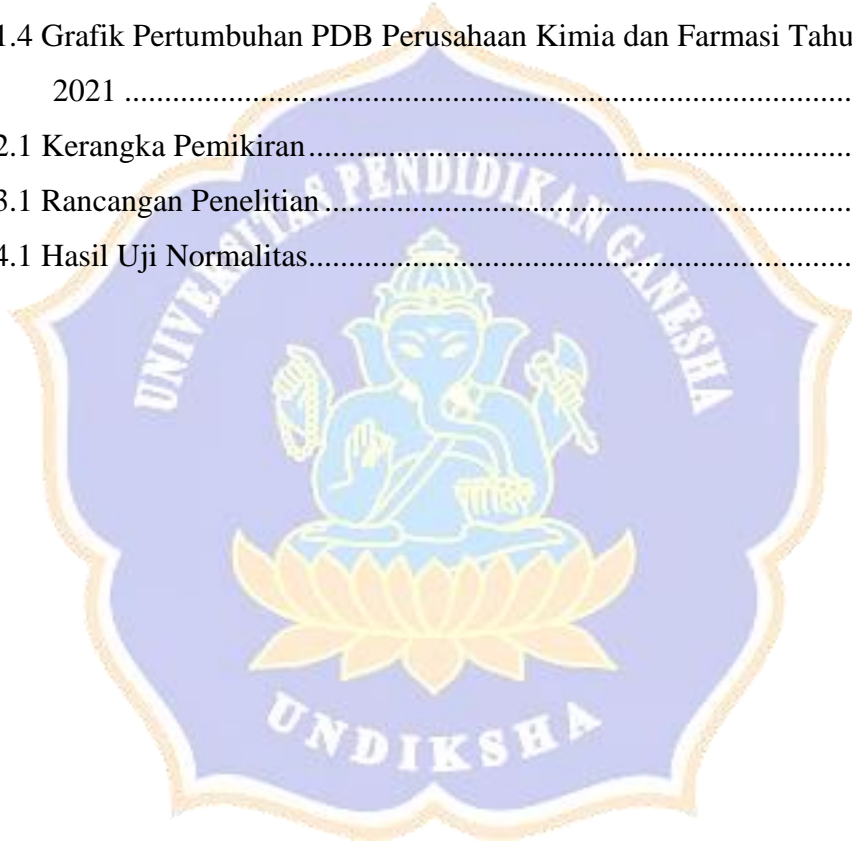 1.4 Grafik Pertumbuhan PDB Perusahaan Kimia dan Farmasi Tahu
2021 ........................................................................................
2.1 Kerangka Pemikiran....................................................................
3.1 Rancangan Penelitian ..................................................................
4.1 Hasil Uji Normalitas....................................................................
UNIVERSITAS PENDIDIKAN GANESHA
UNDIKSHA